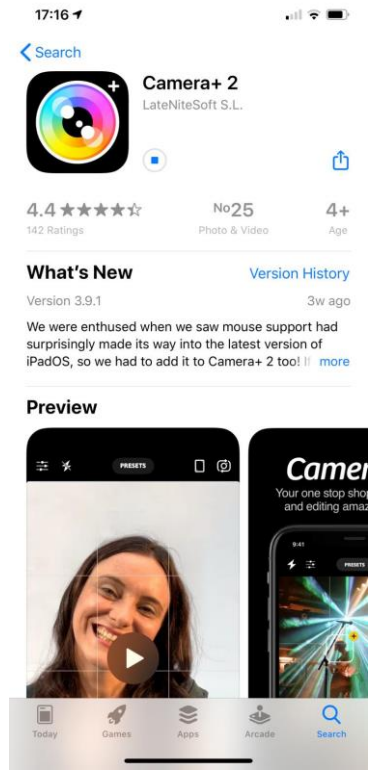 17:16
Search
Camera+ 2
LateNiteSoft S.L.
4.4
No25
4+
142 Ratings
Photo & Video
Age
What's New
Version History
Version 3.9.1
3w ago
We were enthused when we saw mouse support had
surprisingly made its way into the latest version of
iPadOS, so we had to add it to Camera+ 2 too!
more
Preview
PRESETS
Camer
Your one stop shop
and editing amaz
9:41
PRESETS
Today
Games
Apps
Arcade
Search